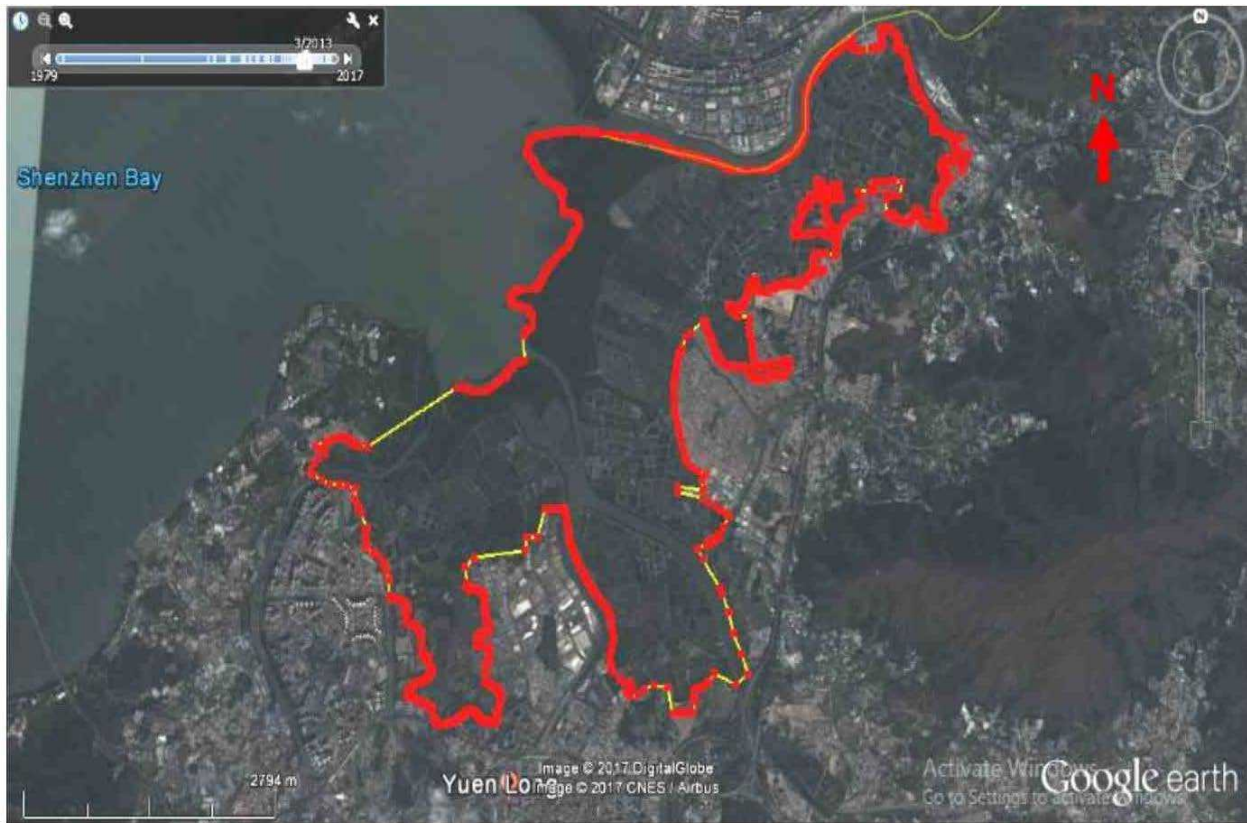 3/2013
1979
2017
N
N
Shenzhen Bay
2794 m
Yuen Long
Image © 2017 DigitalGlobe
Image © 2017 CNES / Airbus
Activate Windows
Go to Settings to activate Windows.
Google earth